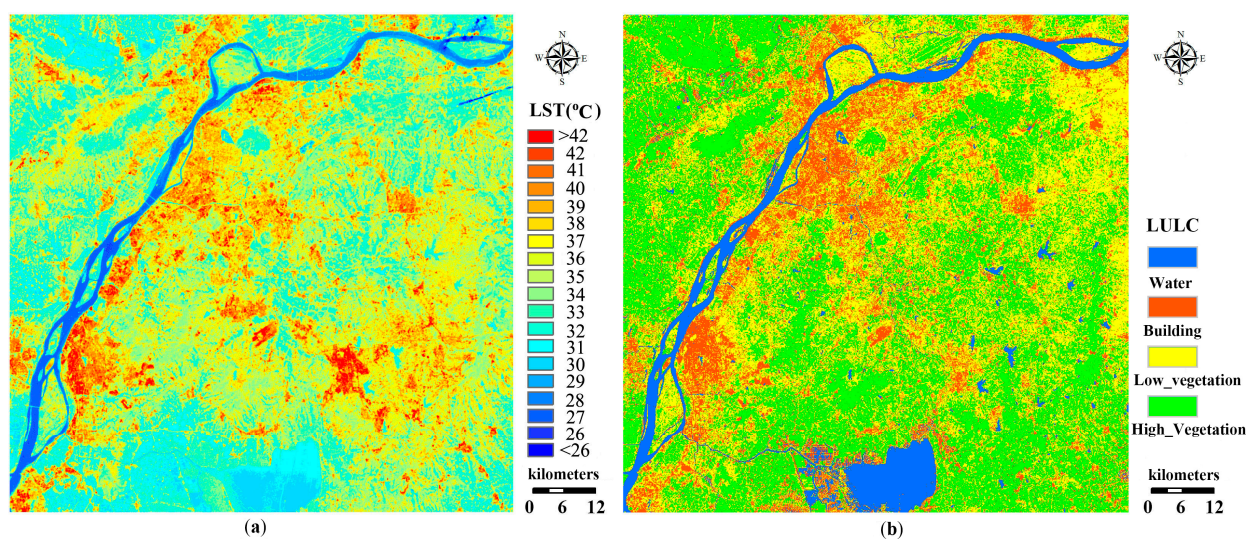 N
W E
S
LST(°C)
>42
42
41
40
39
38
37
36
35
34
33
32
31
30
29
28
27
26
<26
kilometers
0 6 12
(a)
N
W E
S
LULC
Water
Building
Low_vegetation
High_Vegetation
kilometers
0 6 12
(b)